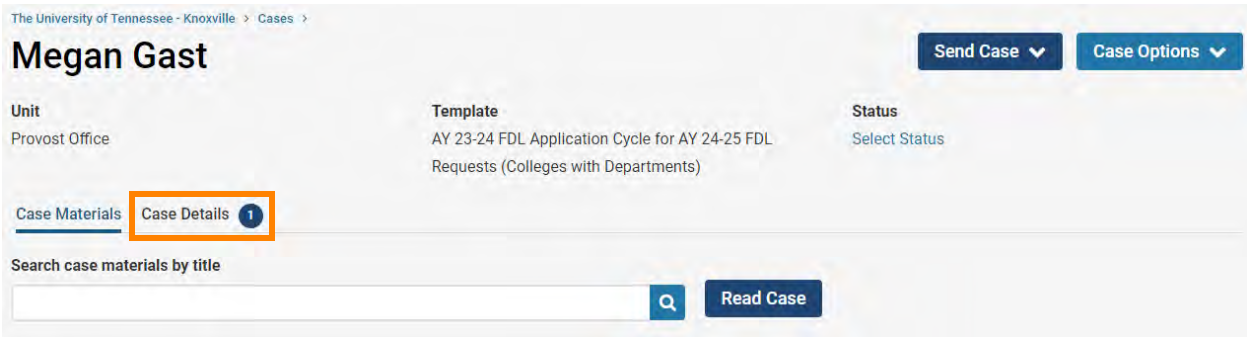 The University of Tennessee - Knoxville > Cases >
Megan Gast
Send Case
Case Options
Unit
Provost Office
Template
AY 23-24 FDL Application Cycle for AY 24-25 FDL
Requests (Colleges with Departments)
Status
Select Status
Case Materials
Case Details 1
Search case materials by title
Read Case